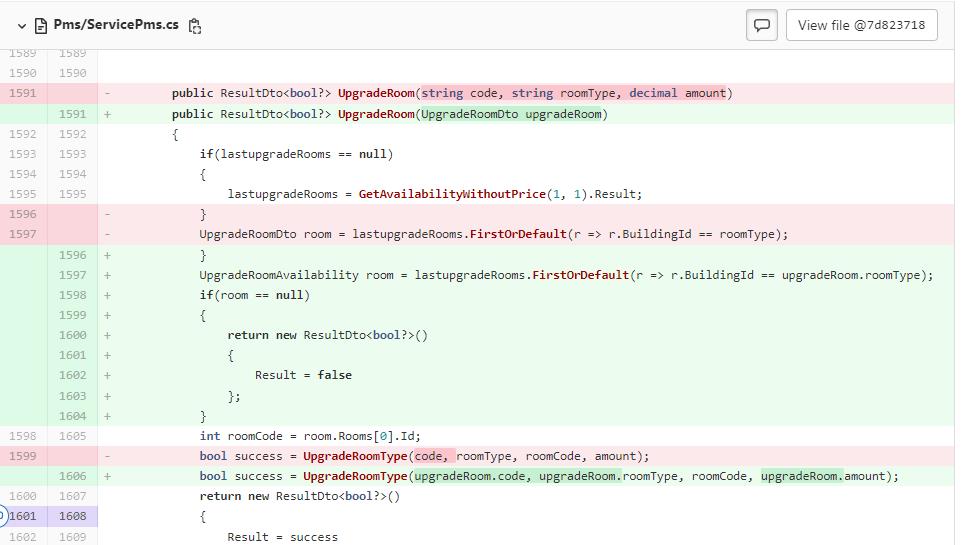 Pms/ServicePms.cs View file @7d823718
1589 1589
1590 1590
1591 - public ResultDto<bool?> UpgradeRoom(string code, string roomType, decimal amount)
1591 + public ResultDto<bool?> UpgradeRoom(UpgradeRoomDto upgradeRoom)
1592 1592 {
1593 1593 if(lastupgradeRooms == null)
1594 1594 {
1595 1595 lastupgradeRooms = GetAvailabilityWithoutPrice(1, 1).Result;
1596 - }
1597 - UpgradeRoomDto room = lastupgradeRooms.FirstOrDefault(r => r.BuildingId == roomType);
1596 + }
1597 + UpgradeRoomAvailability room = lastupgradeRooms.FirstOrDefault(r => r.BuildingId == upgradeRoom.roomType);
1598 + if(room == null)
1599 + {
1600 + return new ResultDto<bool?>()
1601 + {
1602 + Result = false
1603 + };
1604 + }
1598 1605 int roomCode = room.Rooms[0].Id;
1599 - bool success = UpgradeRoomType(code, roomType, roomCode, amount);
1606 + bool success = UpgradeRoomType(upgradeRoom.code, upgradeRoom.roomType, roomCode, upgradeRoom.amount);
1600 1607 return new ResultDto<bool?>()
1601 1608 {
1602 1609 Result = success